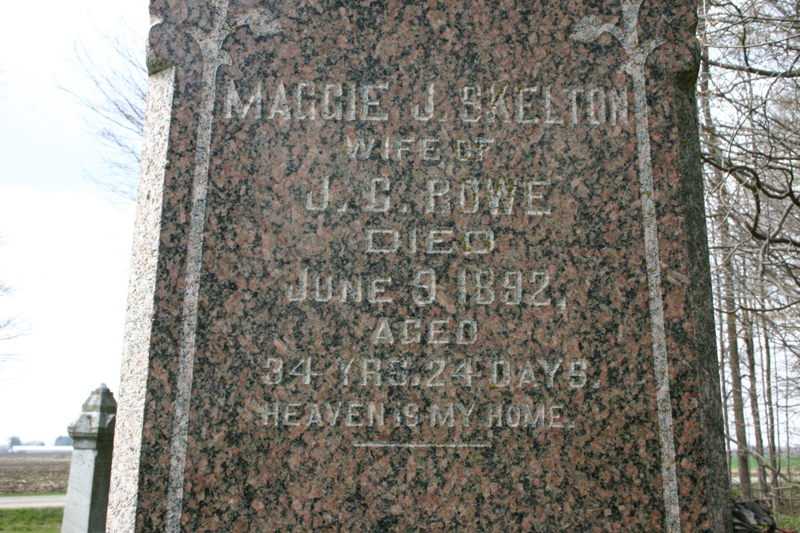 MAGGIE J. SKELTON
WIFE OF
J. C. ROWE
DIED
JUNE 9 1892,
AGED
34 YRS. 24 DAYS.
HEAVEN IS MY HOME.